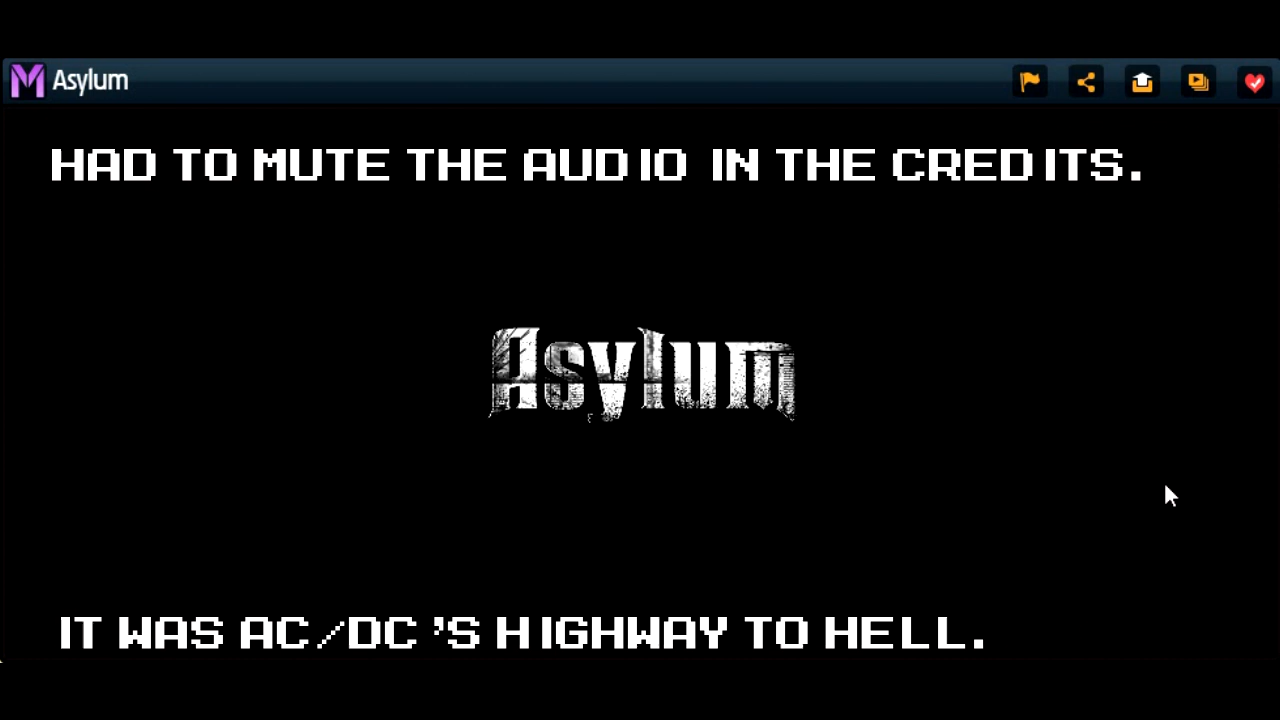 M Asylum
HAD TO MUTE THE AUDIO IN THE CREDITS.
Asylum
IT WAS AC/DC'S HIGHWAY TO HELL.